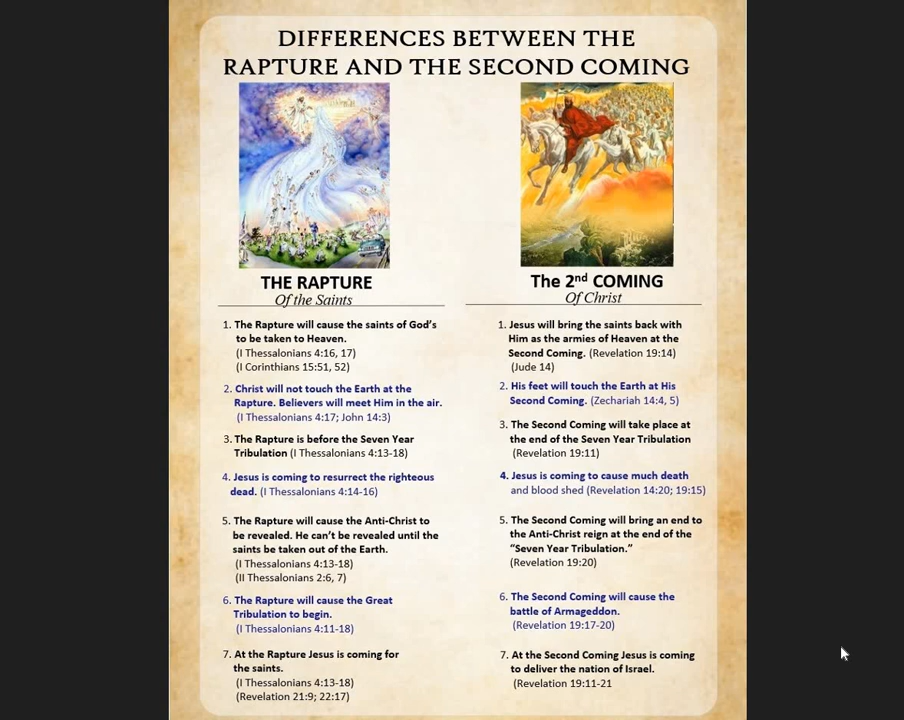 DIFFERENCES BETWEEN THE
RAPTURE AND THE SECOND COMING
THE RAPTURE
Of the Saints
1. The Rapture will cause the saints of God's
to be taken to Heaven.
(I Thessalonians 4:16, 17)
(I Corinthians 15:51, 52)
2. Christ will not touch the Earth at the
Rapture. Believers will meet Him in the air.
(I Thessalonians 4:17; John 14:3)
3. The Rapture is before the Seven Year
Tribulation (I Thessalonians 4:13-18)
4. Jesus is coming to resurrect the righteous
dead. (I Thessalonians 4:14-16)
5. The Rapture will cause the Anti-Christ to
be revealed. He can't be revealed until the
saints be taken out of the Earth.
(I Thessalonians 4:13-18)
(II Thessalonians 2:6, 7)
6. The Rapture will cause the Great
Tribulation to begin.
(I Thessalonians 4:11-18)
7. At the Rapture Jesus is coming for
the saints.
(I Thessalonians 4:13-18)
(Revelation 21:9; 22:17)
The 2nd COMING
Of Christ
1. Jesus will bring the saints back with
Him as the armies of Heaven at the
Second Coming. (Revelation 19:14)
(Jude 14)
2. His feet will touch the Earth at His
Second Coming. (Zechariah 14:4, 5)
3. The Second Coming will take place at
the end of the Seven Year Tribulation
(Revelation 19:11)
4. Jesus is coming to cause much death
and blood shed (Revelation 14:20; 19:15)
5. The Second Coming will bring an end to
the Anti-Christ reign at the end of the
“Seven Year Tribulation.”
(Revelation 19:20)
6. The Second Coming will cause the
battle of Armageddon.
(Revelation 19:17-20)
7. At the Second Coming Jesus is coming
to deliver the nation of Israel.
(Revelation 19:11-21